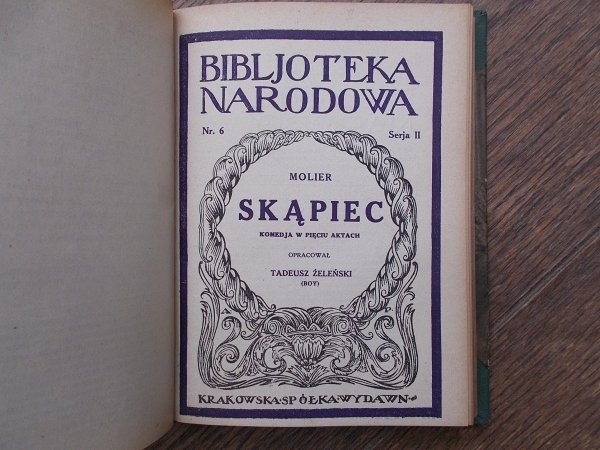 BIBLJOTEKA
NARODOWA
Nr. 6 Serja II
MOLIER
SKĄPIEC
KOMEDJA W PIĘCIU AKTACH
OPRACOWAŁ
TADEUSZ ŻELEŃSKI
(BOY)
KRAKOWSKA·SPÓŁKA·WYDAWN·